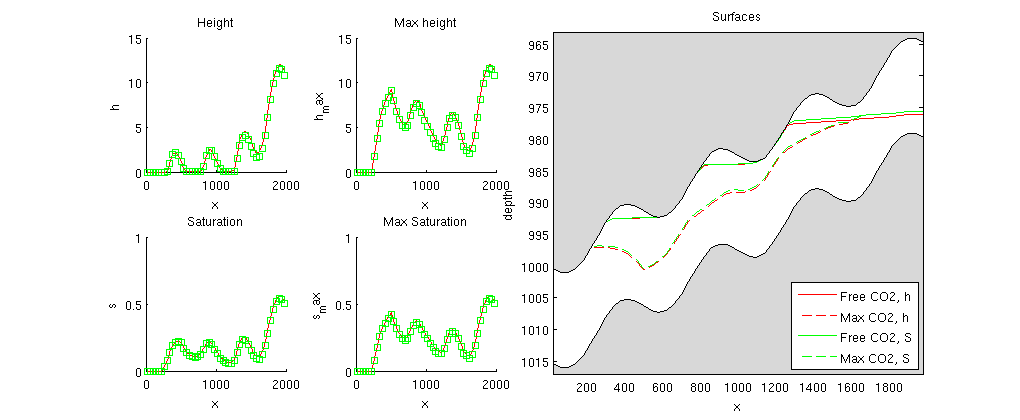 Height
15
10
5
0
h
0
1000
2000
x
Max height
15
10
5
0
h_max
0
1000
2000
x
Saturation
1
0.5
0
s
0
1000
2000
x
Max Saturation
1
0.5
0
s_max
0
1000
2000
x
Surfaces
965
970
975
980
985
990
995
1000
1005
1010
1015
depth
200
400
600
800
1000
1200
1400
1600
1800
x
Free CO2, h
Max CO2, h
Free CO2, S
Max CO2, S